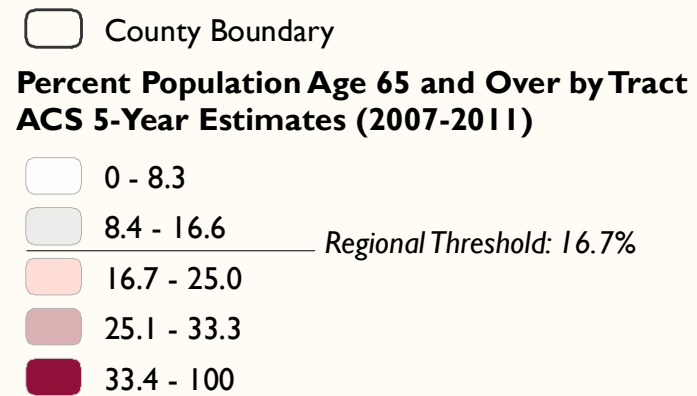 County Boundary
Percent Population Age 65 and Over by Tract
ACS 5-Year Estimates (2007-2011)
0 - 8.3
8.4 - 16.6
Regional Threshold: 16.7%
16.7 - 25.0
25.1 - 33.3
33.4 - 100